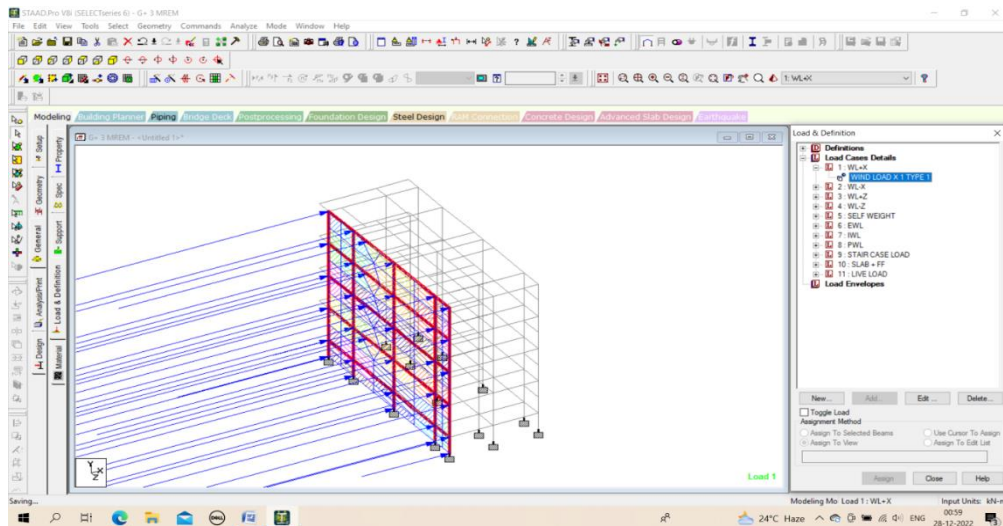 STAAD.Pro V8i (SELECTseries 6) - G+ 3 MREM
File Edit View Tools Select Geometry Commands Analyze Mode Window Help
1: WL+X
Modeling Building Planner Piping Bridge Deck Postprocessing Foundation Design Steel Design RAM Connection Concrete Design Advanced Slab Design Earthquake
G+ 3 MREM - <Untitled 1>*
Setup
Geometry
General
Analysis/Print
Design
Property
Spec
Support
Load & Definition
Material
Y
X
Z
Load 1
Load & Definition
Definitions
Load Cases Details
1 : WL+X
WIND LOAD X 1 TYPE 1
2 : WL-X
3 : WL+Z
4 : WL-Z
5 : SELF WEIGHT
6 : EWL
7 : IWL
8 : PWL
9 : STAIR CASE LOAD
10 : SLAB + FF
11 : LIVE LOAD
Load Envelopes
New... Add... Edit ... Delete...
Toggle Load
Assignment Method
Assign To Selected Beams Use Cursor To Assign
Assign To View Assign To Edit List
Assign Close Help
Saving... Modeling Mo Load 1 : WL+X Input Units: kN-m
24°C Haze ENG 00:59
28-12-2022